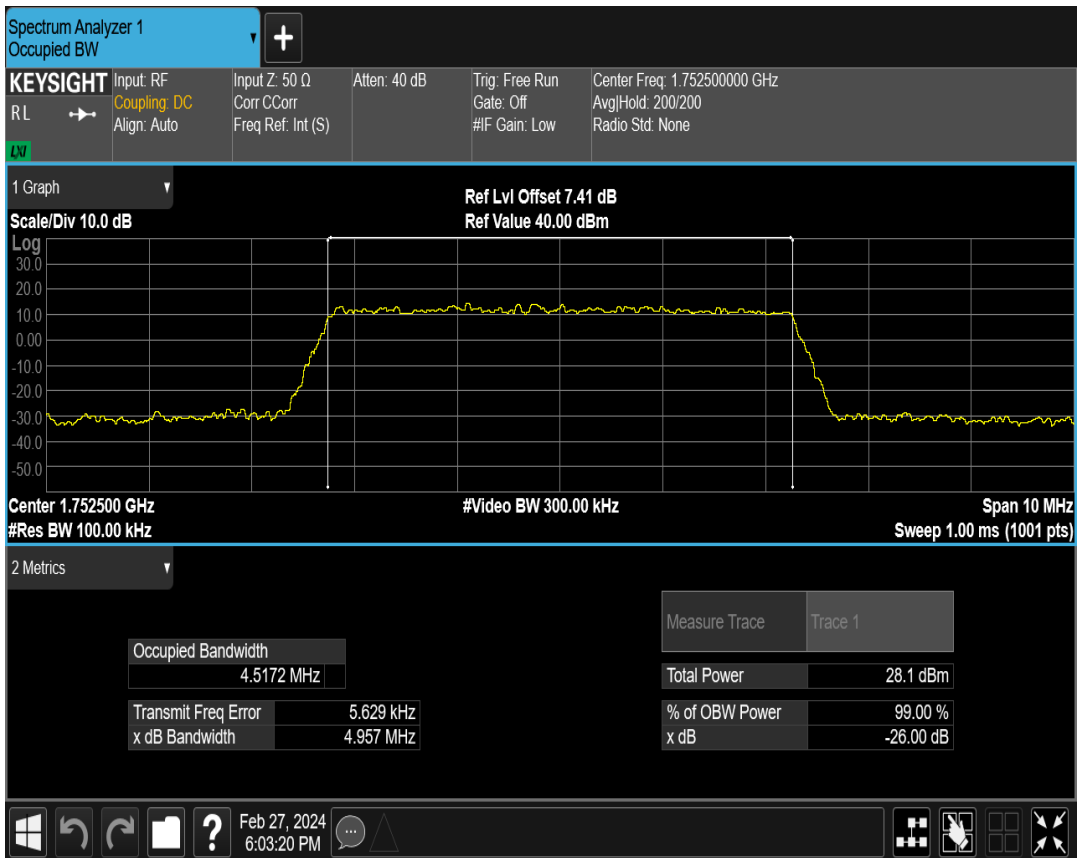 Spectrum Analyzer 1
Occupied BW
+
KEYSIGHT
RL
LXI
Input: RF
Coupling: DC
Align: Auto
Input Z: 50 Ω
Corr CCorr
Freq Ref: Int (S)
Atten: 40 dB
Trig: Free Run
Gate: Off
#IF Gain: Low
Center Freq: 1.752500000 GHz
Avg|Hold: 200/200
Radio Std: None
1 Graph
Ref Lvl Offset 7.41 dB
Scale/Div 10.0 dB
Ref Value 40.00 dBm
Log
30.0
20.0
10.0
0.00
-10.0
-20.0
-30.0
-40.0
-50.0
Center 1.752500 GHz
#Video BW 300.00 kHz
Span 10 MHz
#Res BW 100.00 kHz
Sweep 1.00 ms (1001 pts)
2 Metrics
Measure Trace Trace 1
Occupied Bandwidth
4.5172 MHz
Total Power 28.1 dBm
Transmit Freq Error 5.629 kHz
% of OBW Power 99.00 %
x dB Bandwidth 4.957 MHz
x dB -26.00 dB
?
Feb 27, 2024
6:03:20 PM